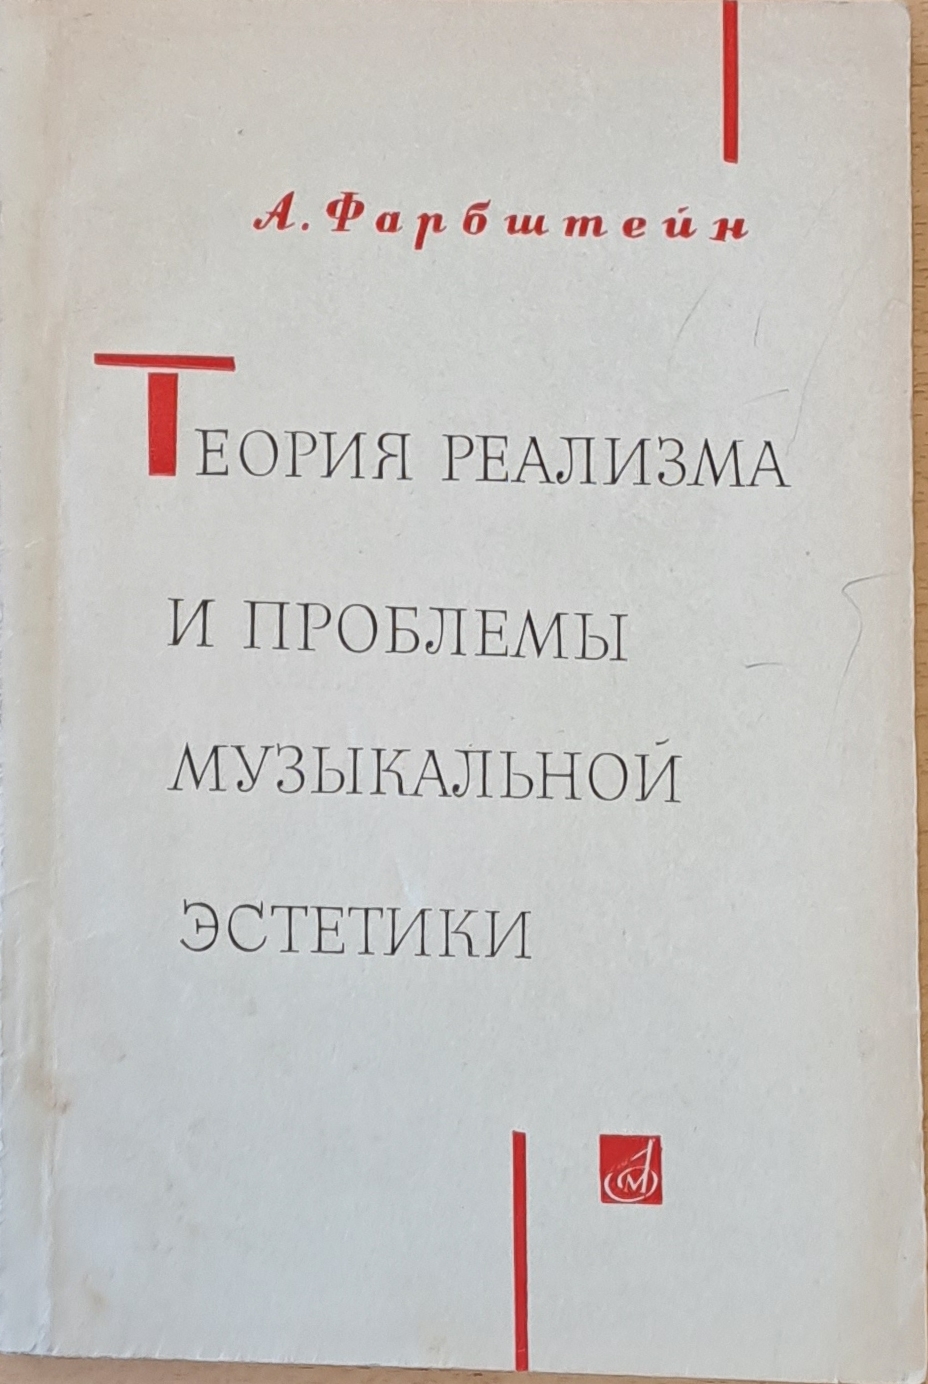 А. Фарбштейн
ТЕОРИЯ РЕАЛИЗМА
И ПРОБЛЕМЫ
МУЗЫКАЛЬНОЙ
ЭСТЕТИКИ
М